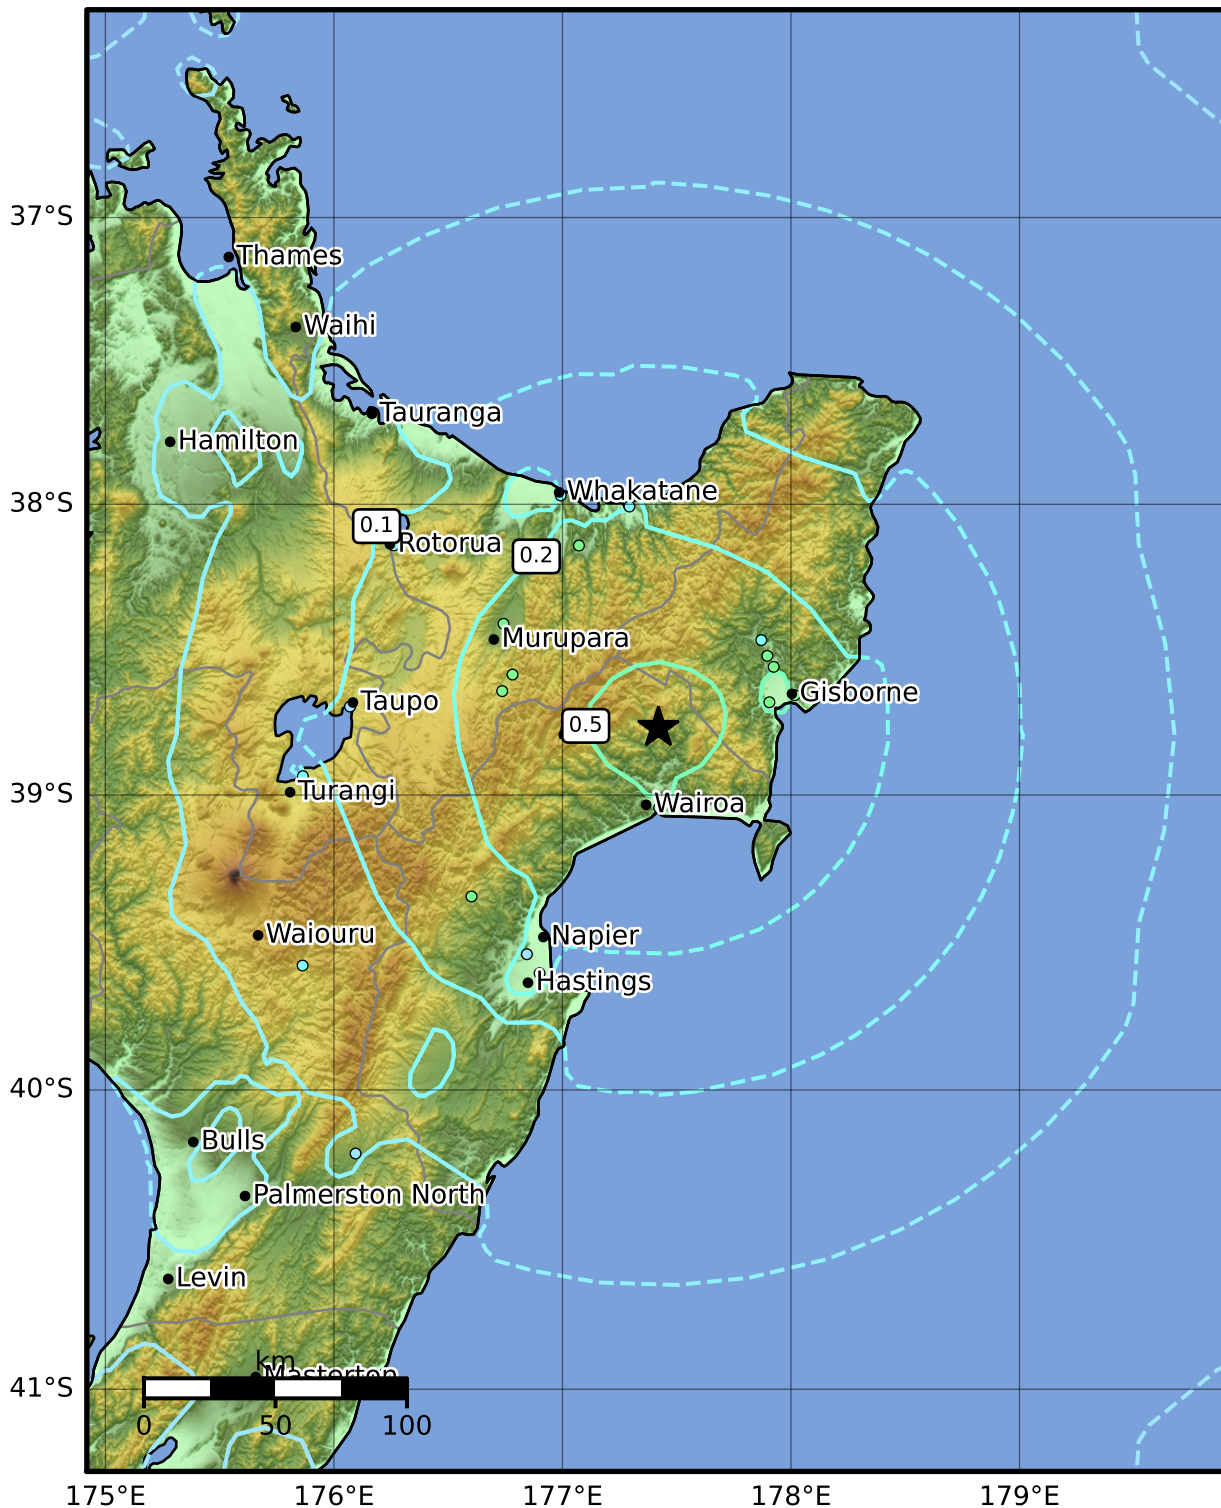 37°S
Thames
Waihi
Tauranga
Hamilton
Whakatane
38°S
0.1
Rotorua
0.2
Murupara
Gisborne
Taupo
0.5
39°S
Turangi
Wairoa
Waiouru
Napier
Hastings
40°S
Bulls
Palmerston North
Levin
km
Masterton
41°S
0
50
100
175°E
176°E
177°E
178°E
179°E